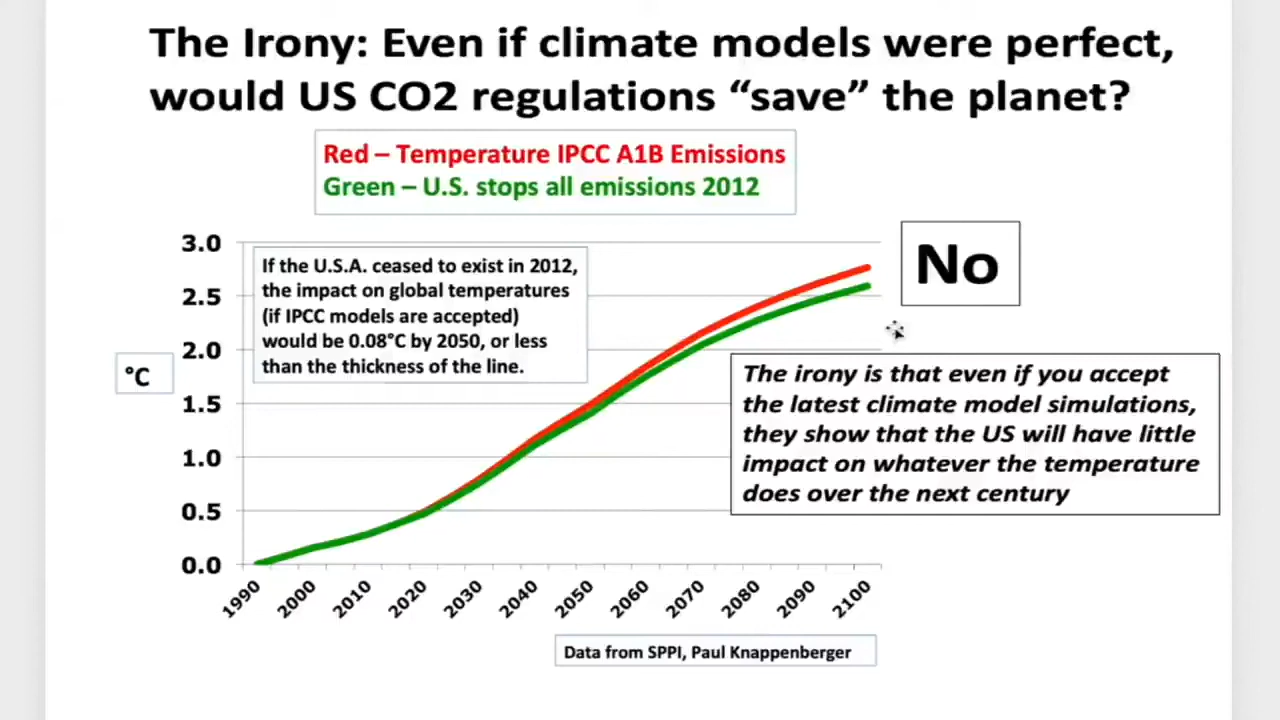 The Irony: Even if climate models were perfect,
would US CO2 regulations “save” the planet?
Red – Temperature IPCC A1B Emissions
Green – U.S. stops all emissions 2012
3.0
2.5
2.0
1.5
1.0
0.5
0.0
°C
If the U.S.A. ceased to exist in 2012,
the impact on global temperatures
(if IPCC models are accepted)
would be 0.08°C by 2050, or less
than the thickness of the line.
No
The irony is that even if you accept
the latest climate model simulations,
they show that the US will have little
impact on whatever the temperature
does over the next century
1990
2000
2010
2020
2030
2040
2050
2060
2070
2080
2090
2100
Data from SPPI, Paul Knappenberger